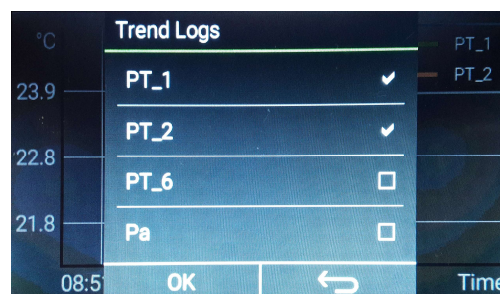 °C
Trend Logs
PT_1
PT_2
PT_1
PT_2
PT_6
Pa
23.9
22.8
21.8
08:5
OK
Time